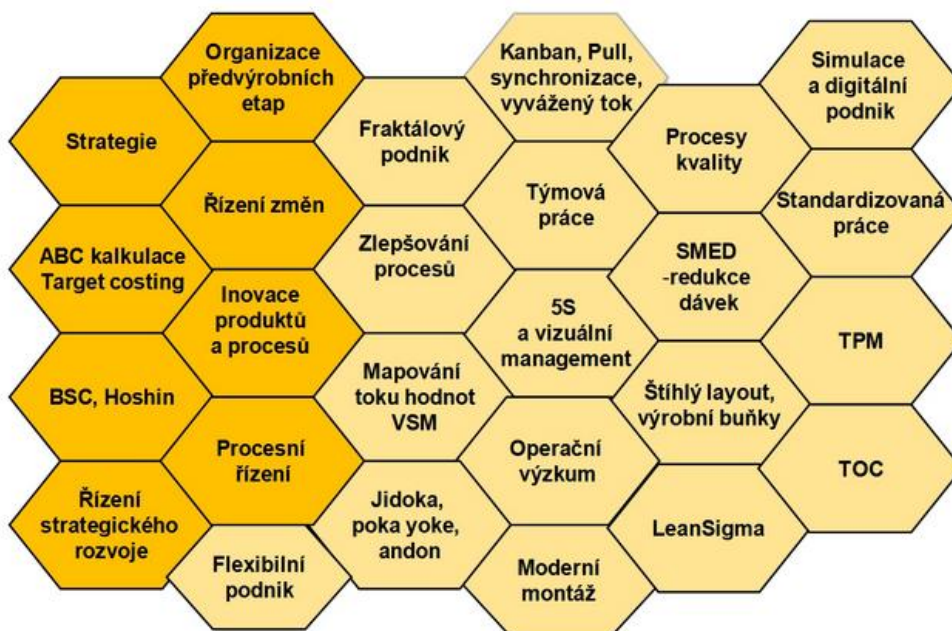 Strategie
ABC kalkulace
Target costing
BSC, Hoshin
Řízení
strategického
rozvoje
Organizace
předvýrobních
etap
Řízení změn
Inovace
produktů
a procesů
Procesní
řízení
Flexibilní
podnik
Fraktálový
podnik
Zlepšování
procesů
Mapování
toku hodnot
VSM
Jidoka,
poka yoke,
andon
Kanban, Pull,
synchronizace,
vyvážený tok
Týmová
práce
5S
a vizuální
management
Operační
výzkum
Moderní
montáž
Procesy
kvality
SMED
-redukce
dávek
Štíhlý layout,
výrobní buňky
LeanSigma
Simulace
a digitální
podnik
Standardizovaná
práce
TPM
TOC